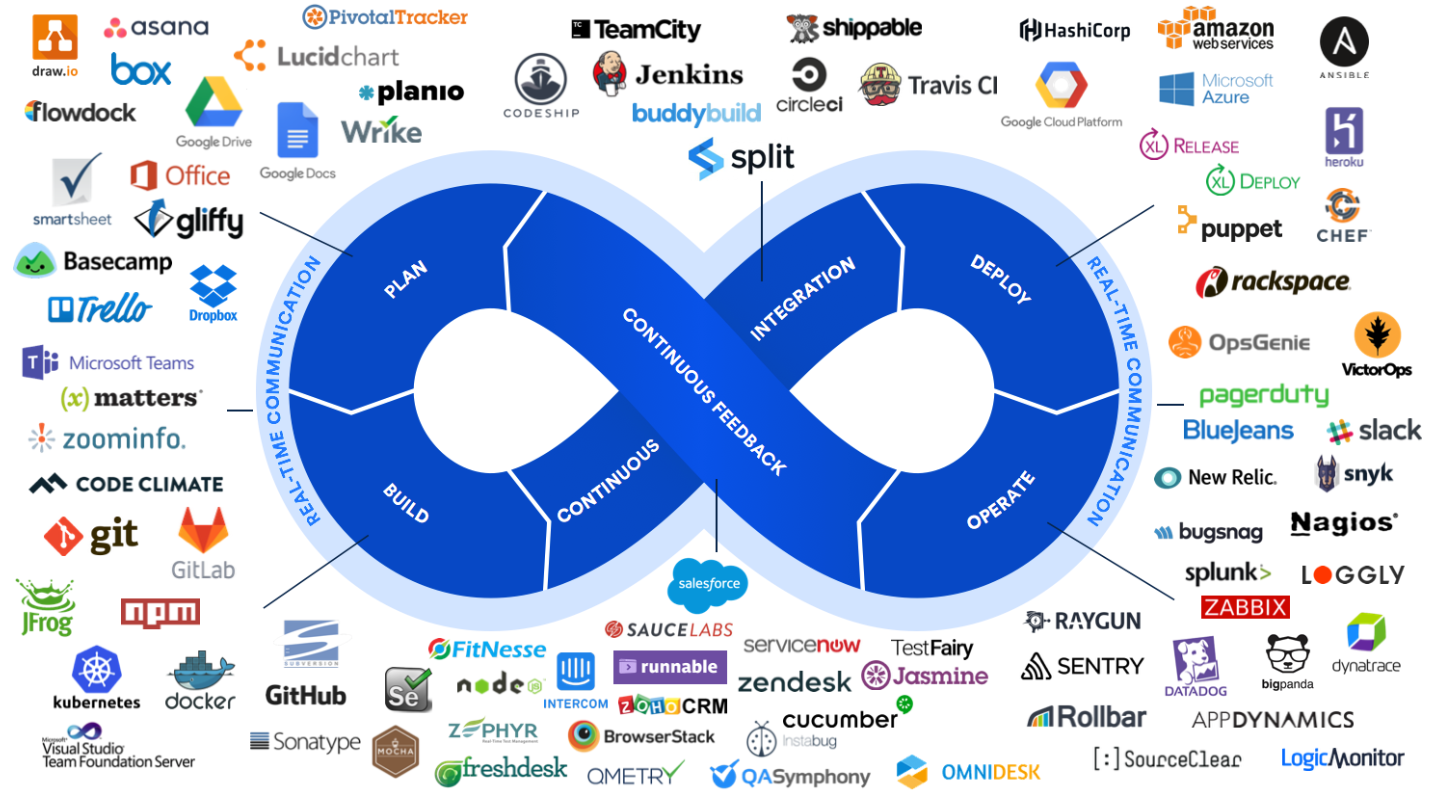 draw.io
asana
PivotalTracker
box
Lucidchart
flowdock
Google Drive
planio
Google Docs
Wrike
smartsheet
Office
gliffy
Basecamp
Trello
Dropbox
TC
TeamCity
shippable
CODESHIP
Jenkins
circleci
Travis CI
buddybuild
split
HashiCorp
amazon
web services
ANSIBLE
Google Cloud Platform
Microsoft
Azure
XL RELEASE
heroku
XL DEPLOY
puppet
CHEF
rackspace.
PLAN
BUILD
CONTINUOUS
INTEGRATION
CONTINUOUS FEEDBACK
DEPLOY
OPERATE
REAL-TIME COMMUNICATION
REAL-TIME COMMUNICATION
T
Microsoft Teams
(x) matters
zoominfo.
OpsGenie
VictorOps
pagerduty
BlueJeans
slack
CODE CLIMATE
git
GitLab
JFrog
npm
kubernetes
docker
SUBVERSION
GitHub
Microsoft
Visual Studio
Team Foundation Server
Sonatype
salesforce
SAUCELABS
FitNesse
servicenow
TestFairy
Se
node
JS
INTERCOM
runnable
zendesk
Jasmine
ZOHO CRM
cucumber
ZEPHYR
Real Time Test Management
BrowserStack
Instabug
MOCHA
freshdesk
QMETRY
QASymphony
OMNIDESK
New Relic.
snyk
bugsnag
Nagios®
splunk>
LOGGLY
ZABBIX
RAYGUN
SENTRY
DATADOG
bigpanda
dynatrace
Rollbar
APPDYNAMICS
[:]SourceClear
LogicMonitor